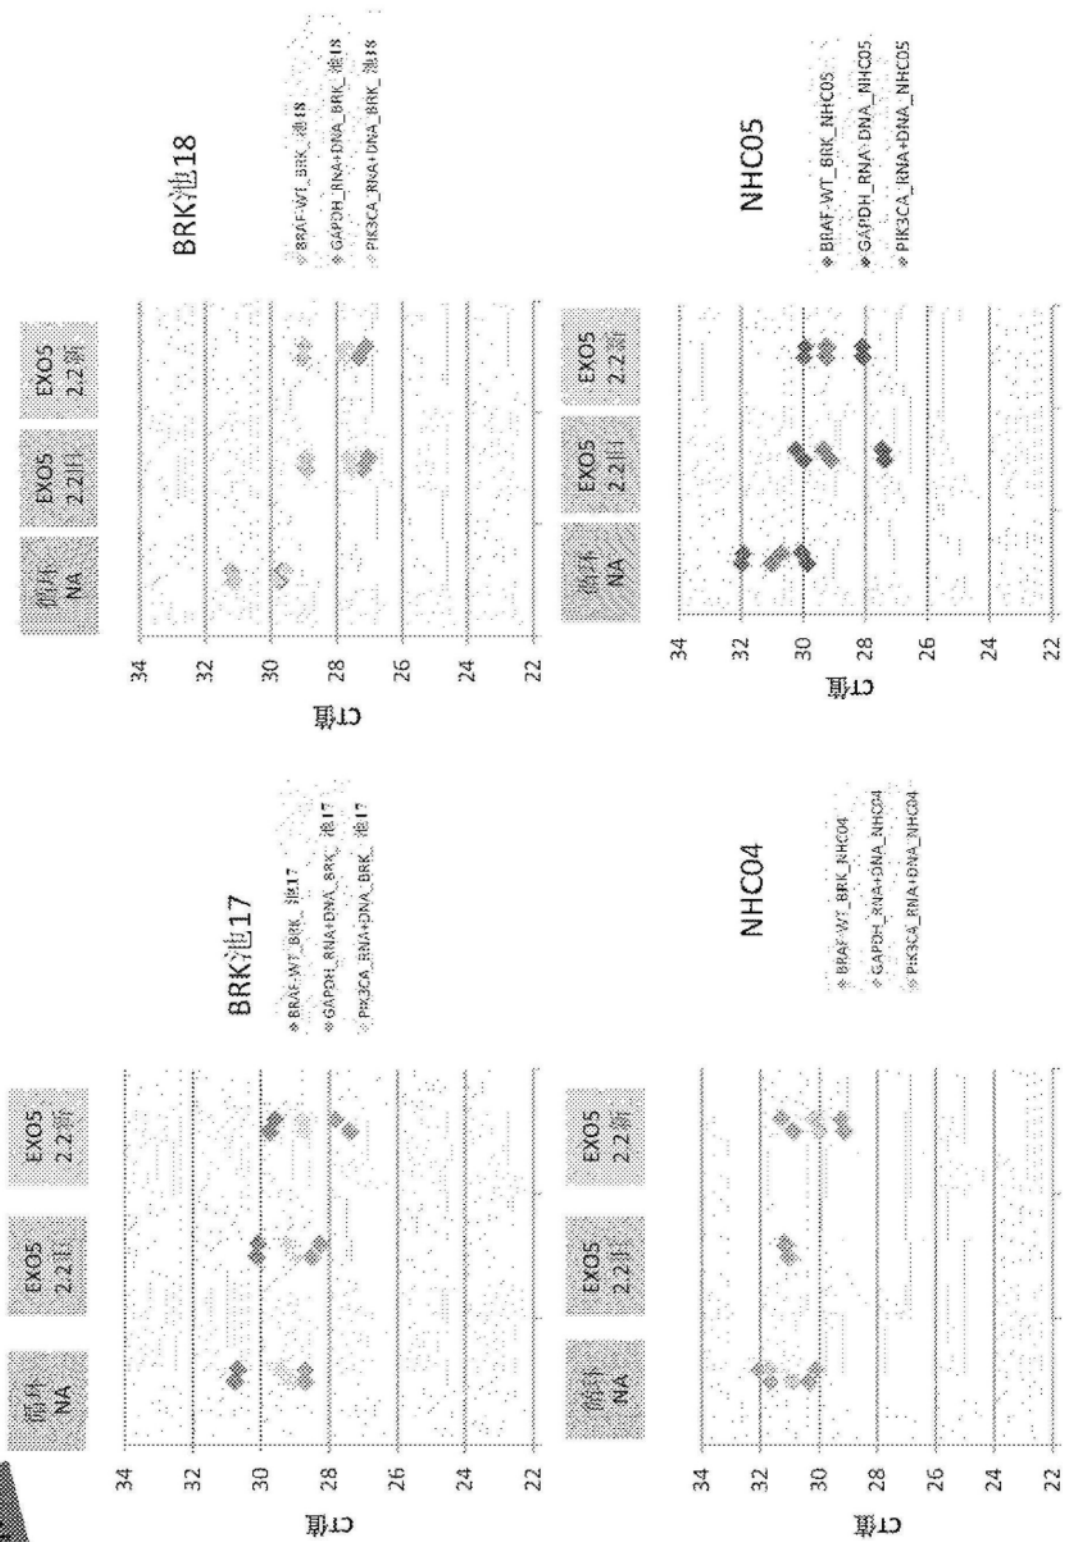 循环
NA
EXO5
2.2旧
EXO5
2.2新
BRK池17
CT值
34
32
30
28
26
24
22
BRAF-WT_BRK_池17
GAPDH_RNA+DNA_BRK_池17
PIK3CA_RNA+DNA_BRK_池17
循环
NA
EXO5
2.2旧
EXO5
2.2新
BRK池18
CT值
34
32
30
28
26
24
22
BRAF-WT_BRK_池18
GAPDH_RNA+DNA_BRK_池18
PIK3CA_RNA+DNA_BRK_池18
循环
NA
EXO5
2.2旧
EXO5
2.2新
NHC04
CT值
34
32
30
28
26
24
22
BRAF-WT_BRK_NHC04
GAPDH_RNA+DNA_NHC04
PIK3CA_RNA+DNA_NHC04
循环
NA
EXO5
2.2旧
EXO5
2.2新
NHC05
CT值
34
32
30
28
26
24
22
BRAF-WT_BRK_NHC05
GAPDH_RNA+DNA_NHC05
PIK3CA_RNA+DNA_NHC05